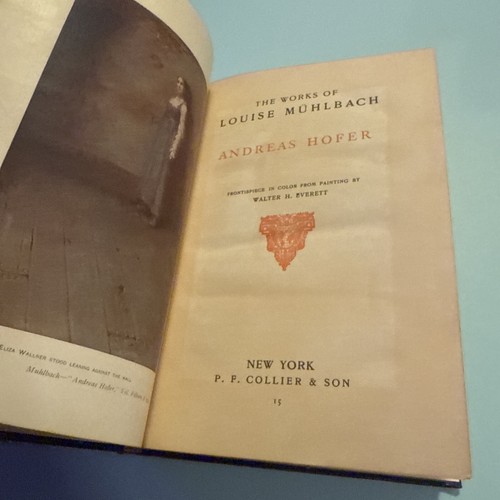 ELIZA WALLNER STOOD LEANING AGAINST THE WALL
Muhlbach—"Andreas Hofer,"
THE WORKS OF
LOUISE MÜHLBACH
ANDREAS HOFER
FRONTISPIECE IN COLOR FROM PAINTING BY
WALTER H. EVERETT
NEW YORK
P. F. COLLIER & SON
15